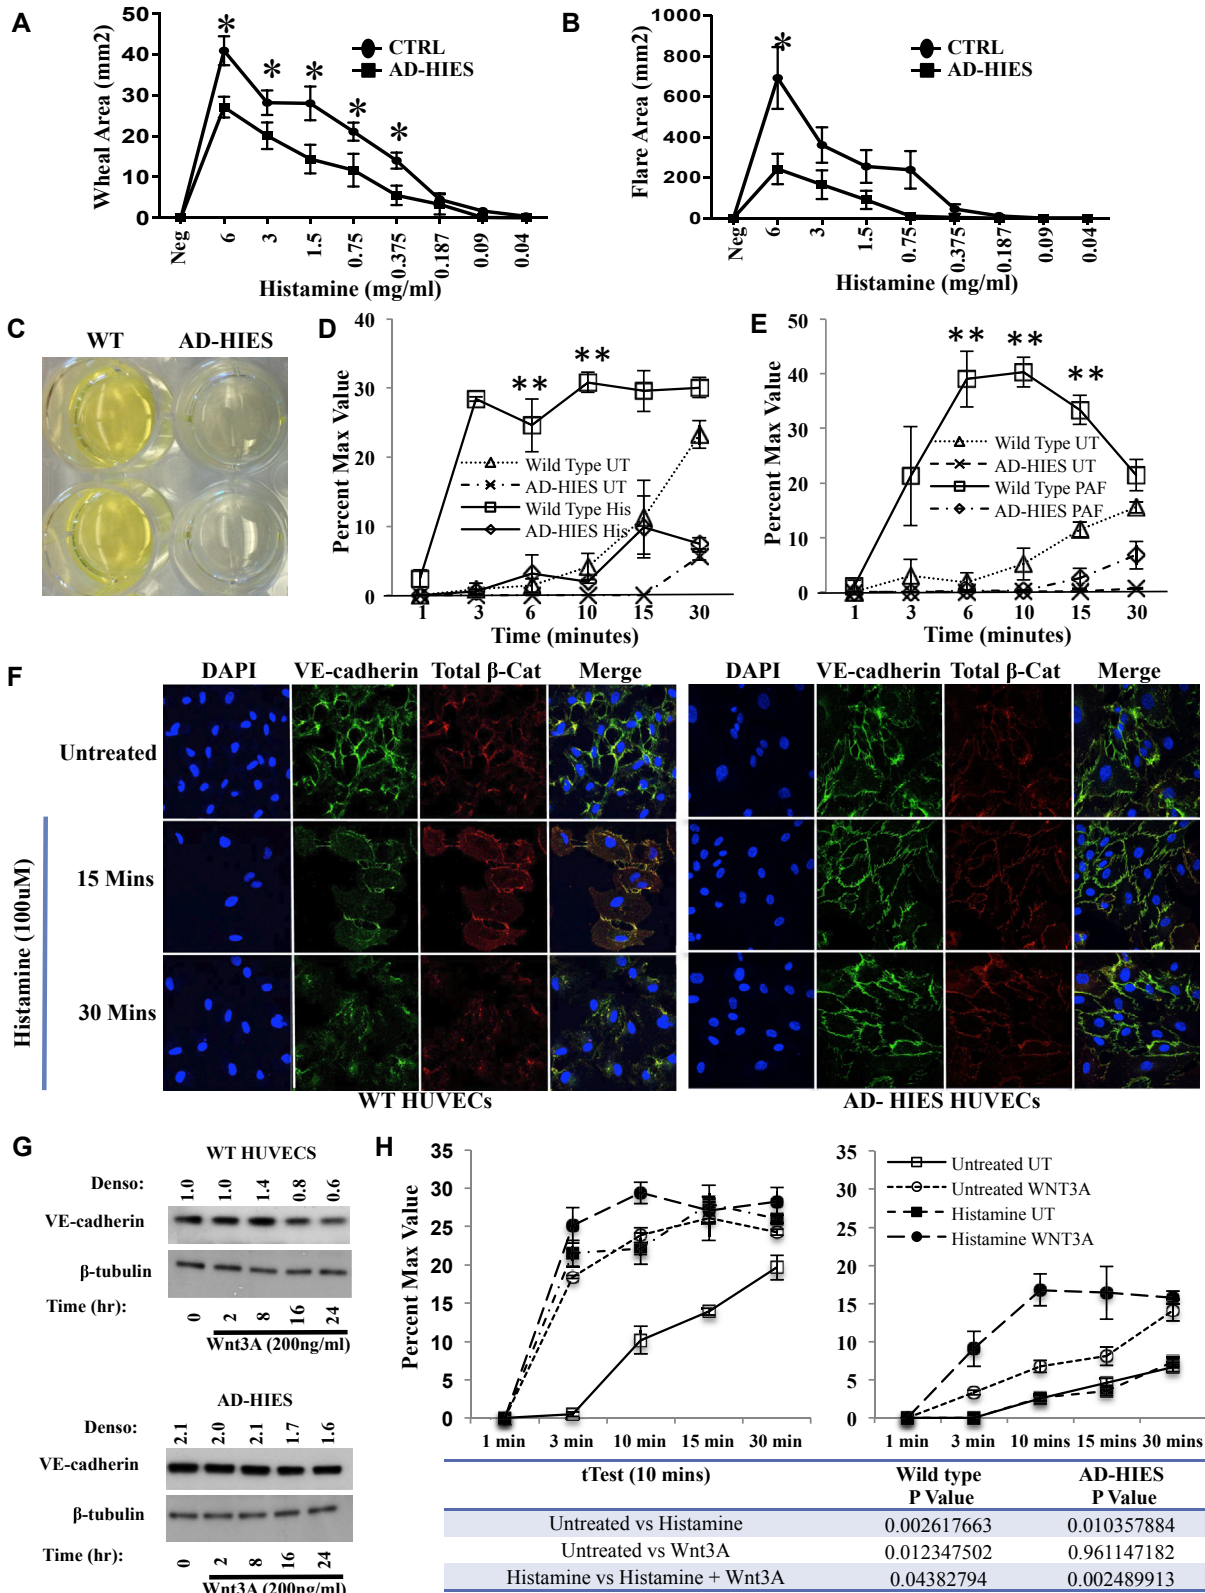 A
Wheal Area (mm2)
50
40
30
20
10
0
* * * * *
CTRL
AD-HIES
Neg 6 3 1.5 0.75 0.375 0.187 0.09 0.04
Histamine (mg/ml)
B
Flare Area (mm2)
1000
800
600
400
200
0
*
CTRL
AD-HIES
Neg 6 3 1.5 0.75 0.375 0.187 0.09 0.04
Histamine (mg/ml)
C
WT AD-HIES
D
Percent Max Value
40
30
20
10
0
** **
Wild Type UT
AD-HIES UT
Wild Type His
AD-HIES His
1 3 6 10 15 30
Time (minutes)
E
Percent Max Value
50
40
30
20
10
0
** ** **
Wild Type UT
AD-HIES UT
Wild Type PAF
AD-HIES PAF
1 3 6 10 15 30
Time (minutes)
F
DAPI VE-cadherin Total β-Cat Merge DAPI VE-cadherin Total β-Cat Merge
Untreated
Histamine (100uM)
15 Mins
30 Mins
WT HUVECs AD- HIES HUVECs
G
WT HUVECS
Denso: 1.0 1.0 1.4 0.8 0.6
VE-cadherin
β-tubulin
Time (hr): 0 2 8 16 24
Wnt3A (200ng/ml)
AD-HIES
Denso: 2.1 2.0 2.1 1.7 1.6
VE-cadherin
β-tubulin
Time (hr): 0 2 8 16 24
Wnt3A (200ng/ml)
H
Percent Max Value
35
30
25
20
15
10
5
0
1 min 3 min 10 min 15 min 30 min
35
30
25
20
15
10
5
0
Untreated UT
Untreated WNT3A
Histamine UT
Histamine WNT3A
1 min 3 min 10 mins 15 mins 30 mins
tTest (10 mins) Wild type AD-HIES
P Value P Value
Untreated vs Histamine 0.002617663 0.010357884
Untreated vs Wnt3A 0.012347502 0.961147182
Histamine vs Histamine + Wnt3A 0.04382794 0.002489913